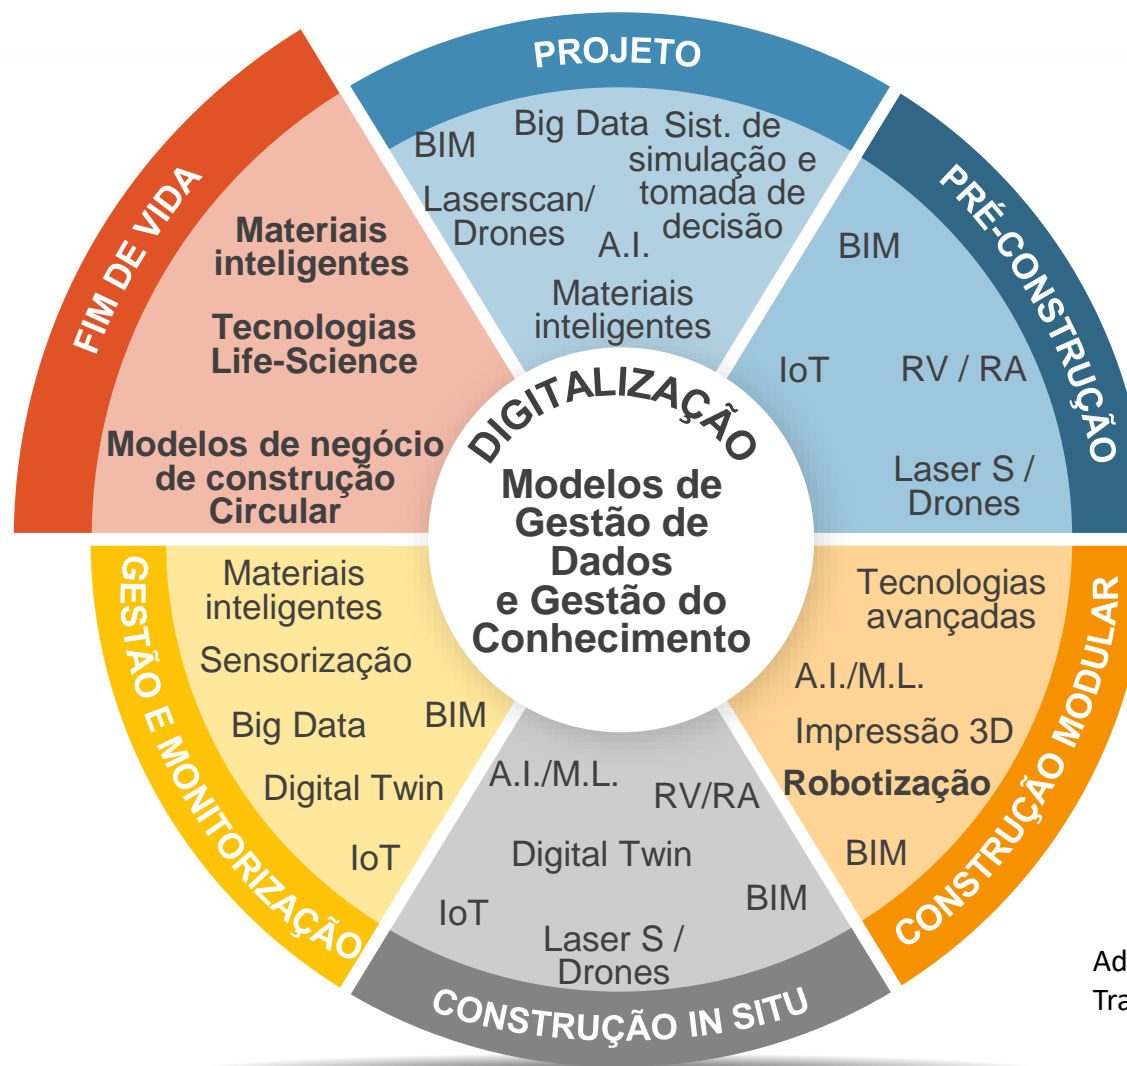 PROJETO
BIM
Big Data
Sist. de
simulação e
tomada de
decisão
Laserscan/
Drones
A.I.
Materiais
inteligentes
PRÉ-CONSTRUÇÃO
BIM
IoT
RV / RA
Laser S /
Drones
CONSTRUÇÃO MODULAR
Tecnologias
avançadas
A.I./M.L.
Impressão 3D
Robotização
BIM
CONSTRUÇÃO IN SITU
A.I./M.L.
RV/RA
Digital Twin
BIM
IoT
Laser S /
Drones
GESTÃO E MONITORIZAÇÃO
Materiais
inteligentes
Sensorização
Big Data
BIM
Digital Twin
IoT
FIM DE VIDA
Materiais
inteligentes
Tecnologias
Life-Science
Modelos de negócio
de construção
Circular
DIGITALIZAÇÃO
Modelos de
Gestão de
Dados
e Gestão do
Conhecimento
Ad
Tra